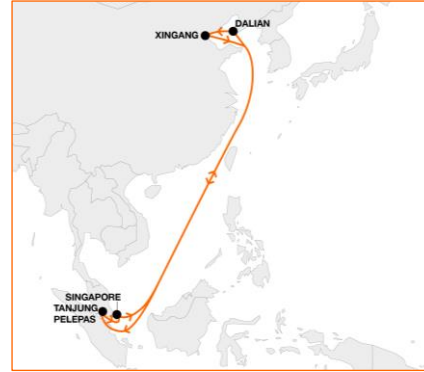 DALIAN
XINGANG
SINGAPORE
TANJUNG
PELEPAS